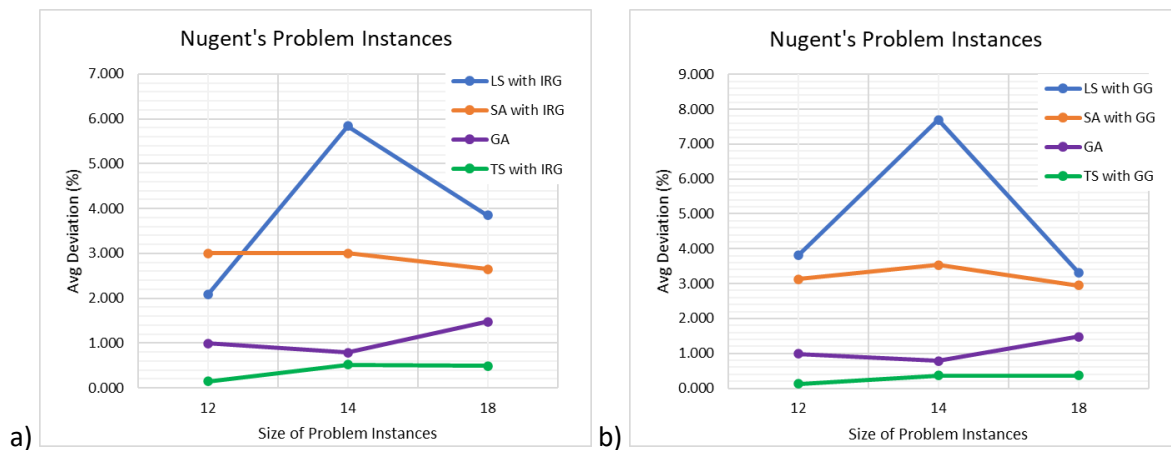 Nugent's Problem Instances
7.000
6.000
5.000
4.000
3.000
2.000
1.000
0.000
Avg Deviation (%)
LS with IRG
SA with IRG
GA
TS with IRG
12
14
18
Size of Problem Instances
a)
Nugent's Problem Instances
9.000
8.000
7.000
6.000
5.000
4.000
3.000
2.000
1.000
0.000
Avg Deviation (%)
LS with GG
SA with GG
GA
TS with GG
12
14
18
Size of Problem Instances
b)